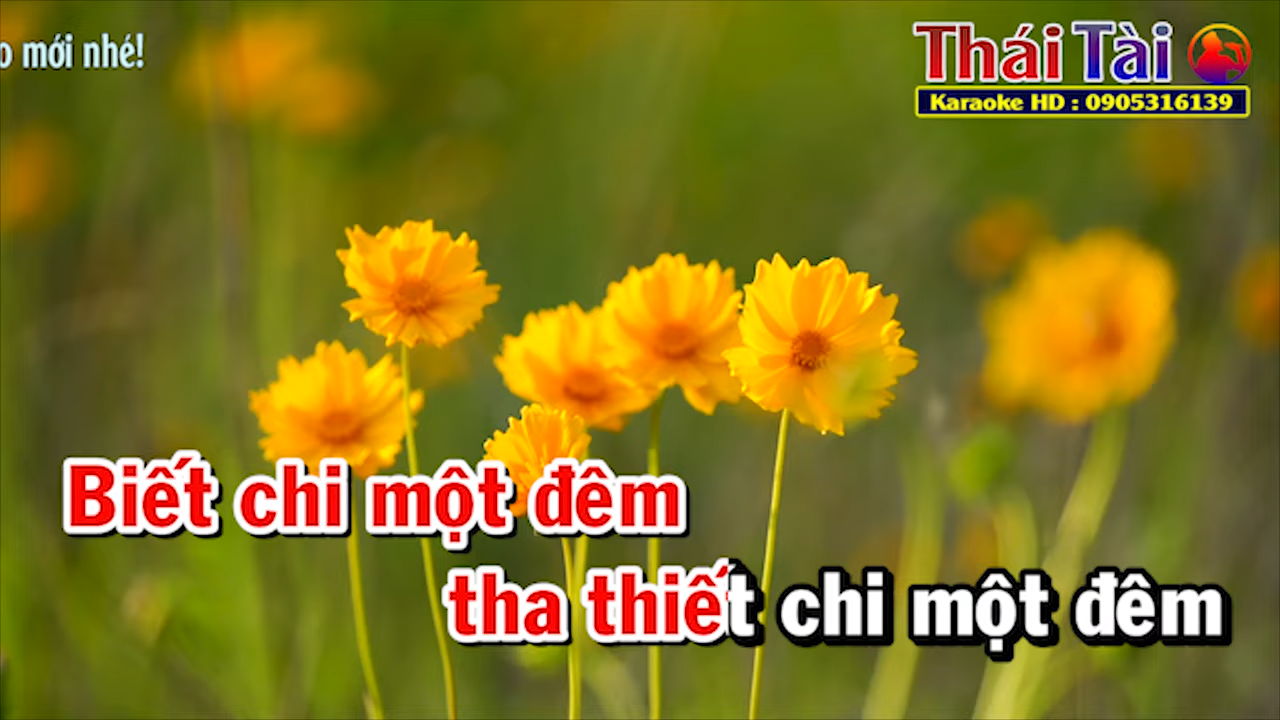 mới nhé!
Thái Tài
Karaoke HD : 0905316139
Biết chi một đêm
tha thiết chi một đêm